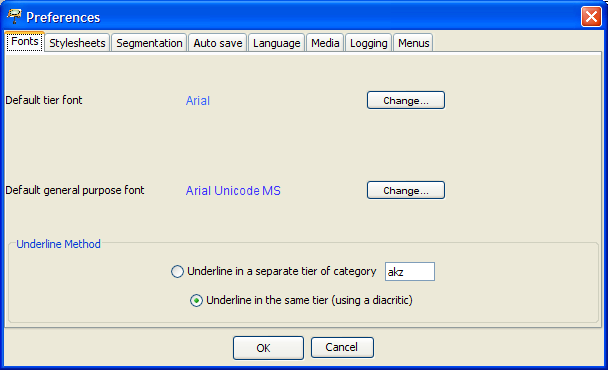 Preferences
Fonts Stylesheets Segmentation Auto save Language Media Logging Menus
Default tier font Arial Change...
Default general purpose font Arial Unicode MS Change...
Underline Method
Underline in a separate tier of category akz
Underline in the same tier (using a diacritic)
OK Cancel